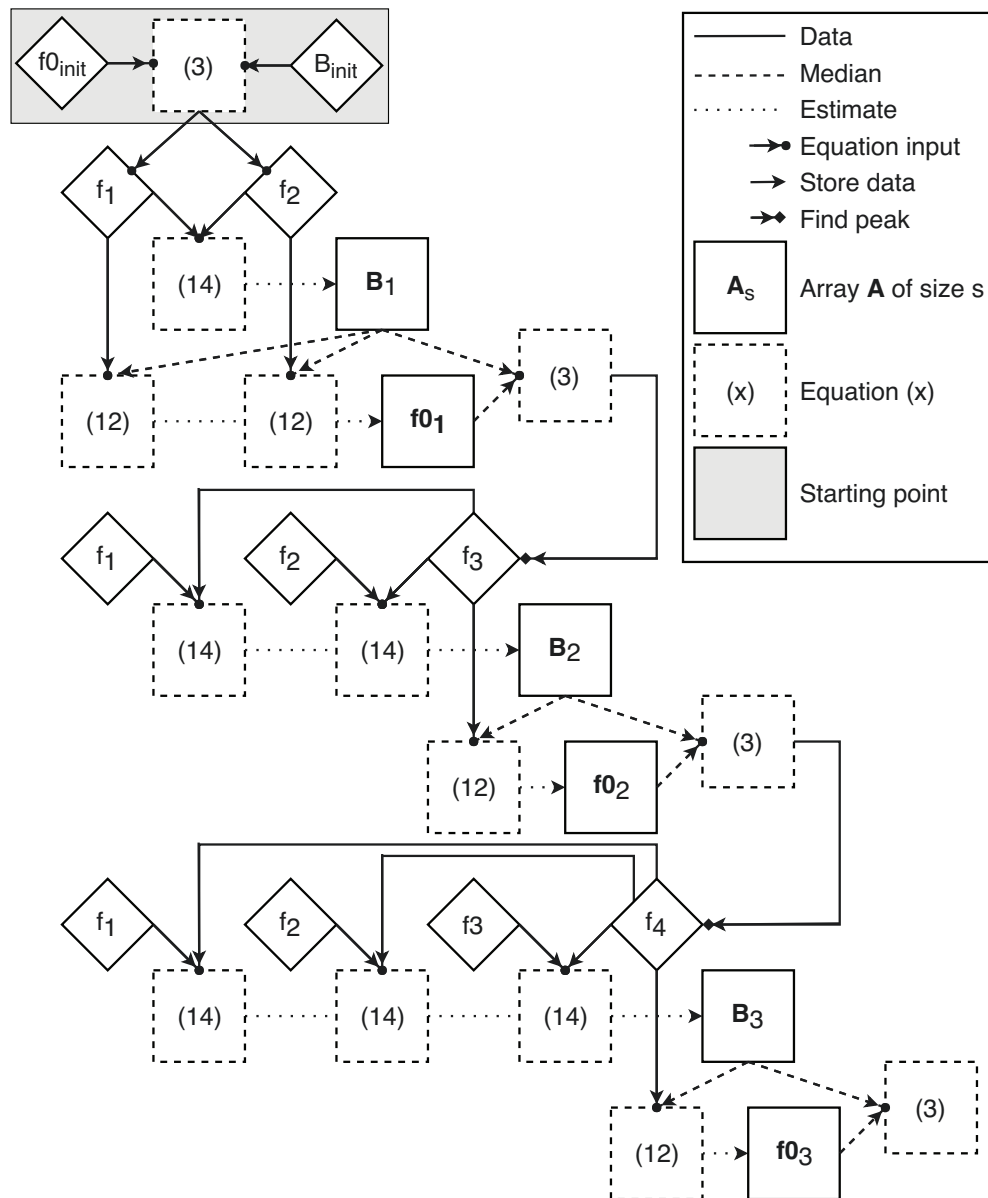 f0init
(3)
Binit
f1
f2
(14)
B1
(12)
(12)
f01
(3)
f1
f2
f3
(14)
(14)
B2
(12)
f02
(3)
f1
f2
f3
f4
(14)
(14)
(14)
B3
(12)
f03
(3)
Data
Median
Estimate
Equation input
Store data
Find peak
As
Array A of size s
(x)
Equation (x)
Starting point